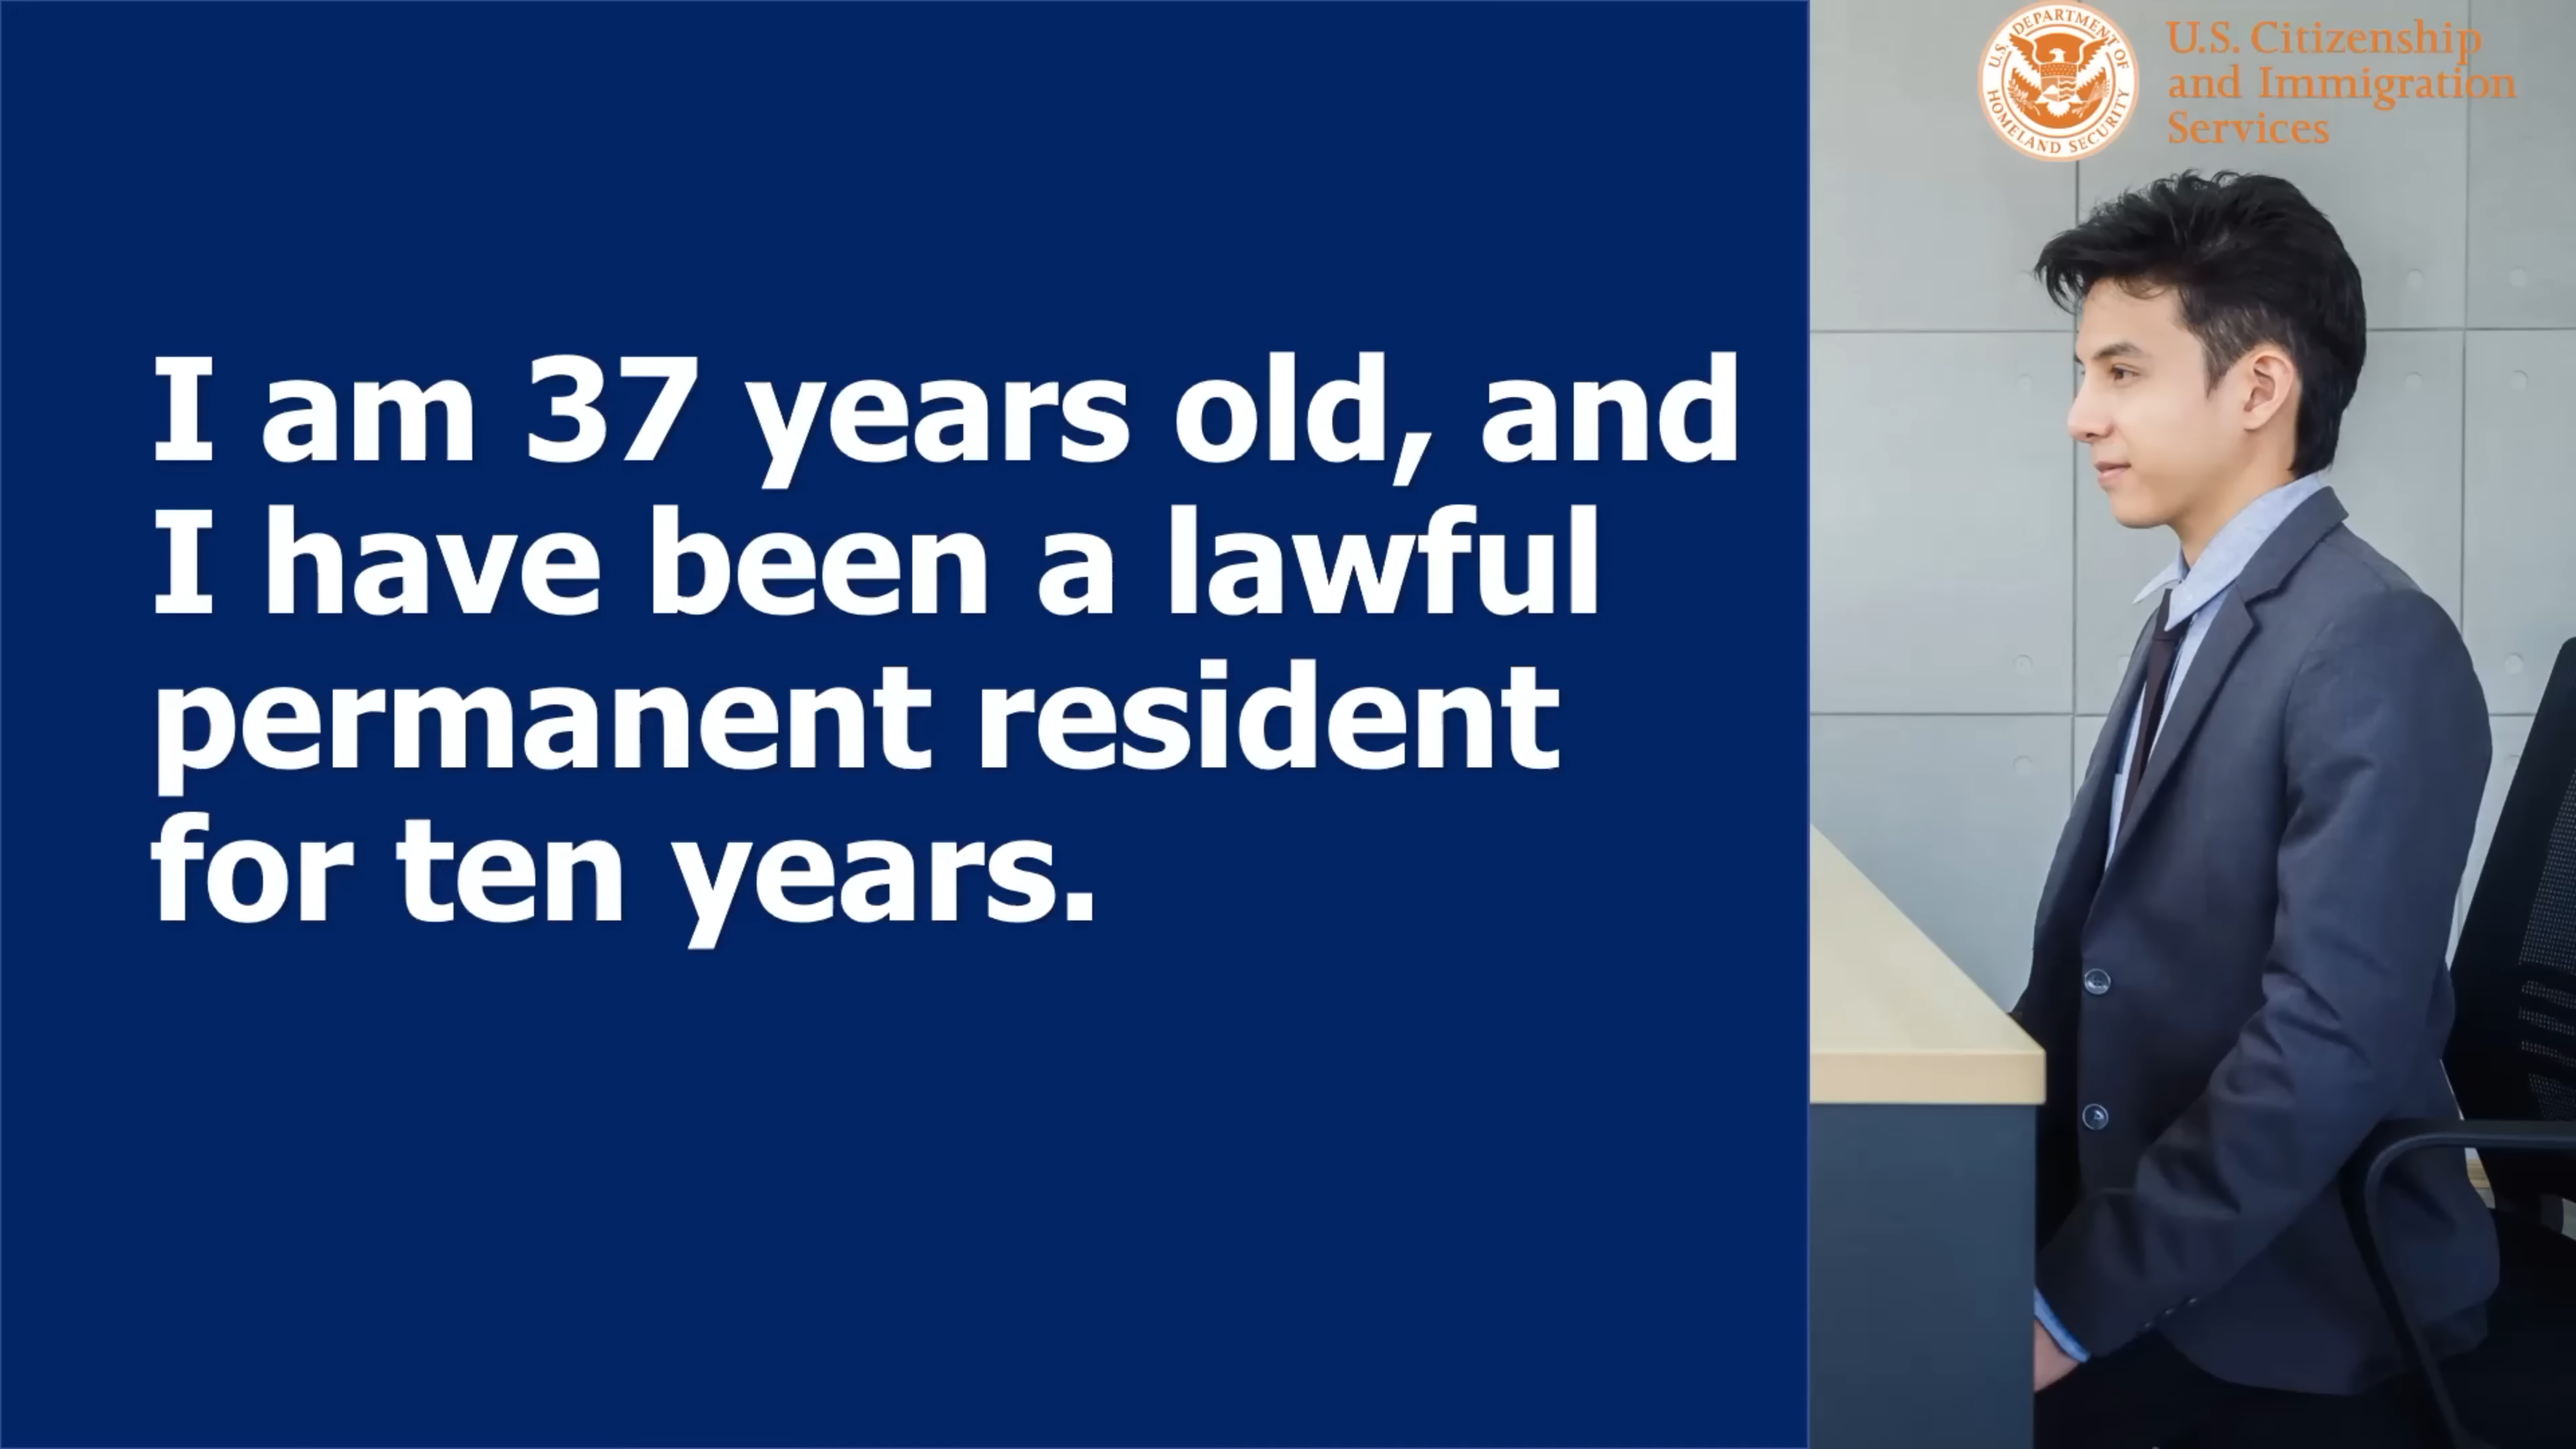 I am 37 years old, and
I have been a lawful
permanent resident
for ten years.
U.S. DEPARTMENT OF
HOMELAND SECURITY
U.S. Citizenship
and Immigration
Services